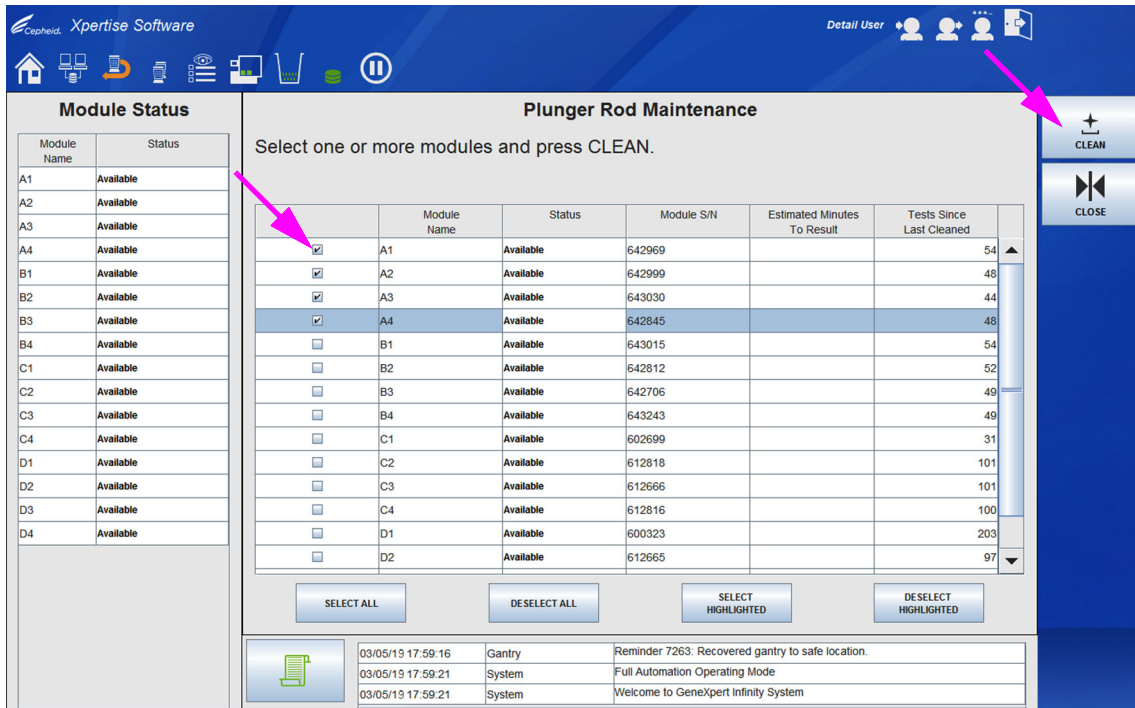 Cepheid. Xpertise Software
Detail User
Module Status
Module Name Status
A1 Available
A2 Available
A3 Available
A4 Available
B1 Available
B2 Available
B3 Available
B4 Available
C1 Available
C2 Available
C3 Available
C4 Available
D1 Available
D2 Available
D3 Available
D4 Available
Plunger Rod Maintenance
Select one or more modules and press CLEAN.
Module Name Status Module S/N Estimated Minutes To Result Tests Since Last Cleaned
A1 Available 642969 54
A2 Available 642999 48
A3 Available 643030 44
A4 Available 642845 48
B1 Available 643015 54
B2 Available 642812 52
B3 Available 642706 49
B4 Available 643243 49
C1 Available 602699 31
C2 Available 612818 101
C3 Available 612666 101
C4 Available 612816 100
D1 Available 600323 203
D2 Available 612665 97
SELECT ALL
DESELECT ALL
SELECT HIGHLIGHTED
DESELECT HIGHLIGHTED
03/05/19 17:59:16 Gantry Reminder 7263: Recovered gantry to safe location.
03/05/19 17:59:21 System Full Automation Operating Mode
03/05/19 17:59:21 System Welcome to GeneXpert Infinity System
CLEAN
CLOSE